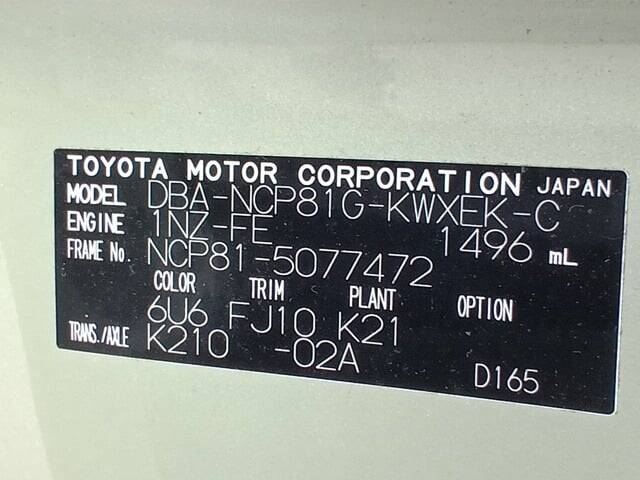 TOYOTA MOTOR CORPORATION JAPAN
MODEL DBA-NCP81G-KWXEK-C
ENGINE 1NZ-FE 1496 mL
FRAME No. NCP81-5077472
COLOR TRIM PLANT OPTION
6U6 FJ10 K21
TRANS./AXLE K210 -02A
D165